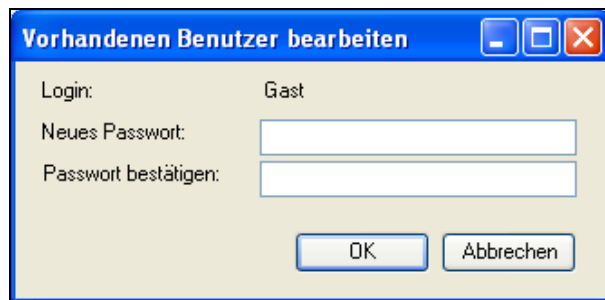 Vorhandenen Benutzer bearbeiten
Login: Gast
Neues Passwort:
Passwort bestätigen:
OK Abbrechen